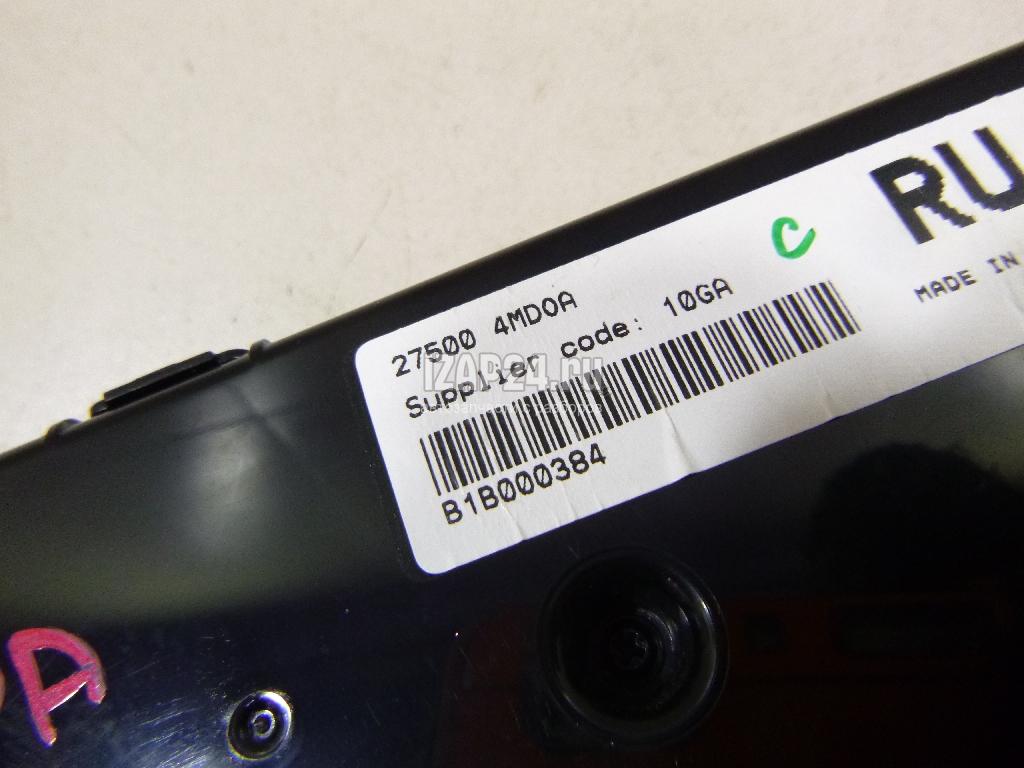 27500 4MD0A
Supplier code: 10GA
B1B000384
C
RU
MADE IN
IZAP24.ru
A